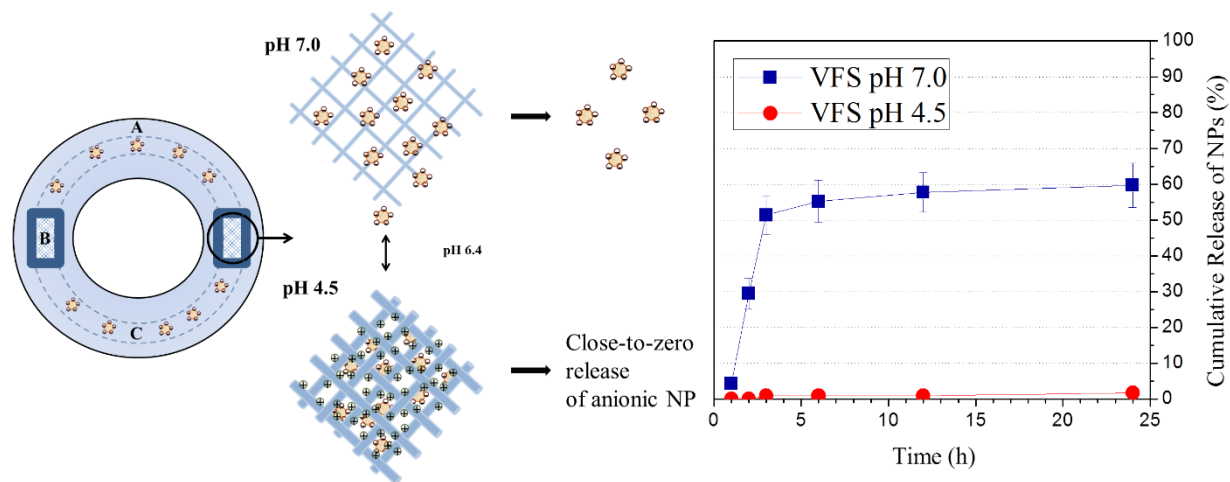 A
B
C
pH 7.0
pH 6.4
pH 4.5
Close-to-zero
release
of anionic NP
VFS pH 7.0
VFS pH 4.5
100
90
80
70
60
50
40
30
20
10
0
Cumulative Release of NPs (%)
0
5
10
15
20
25
Time (h)